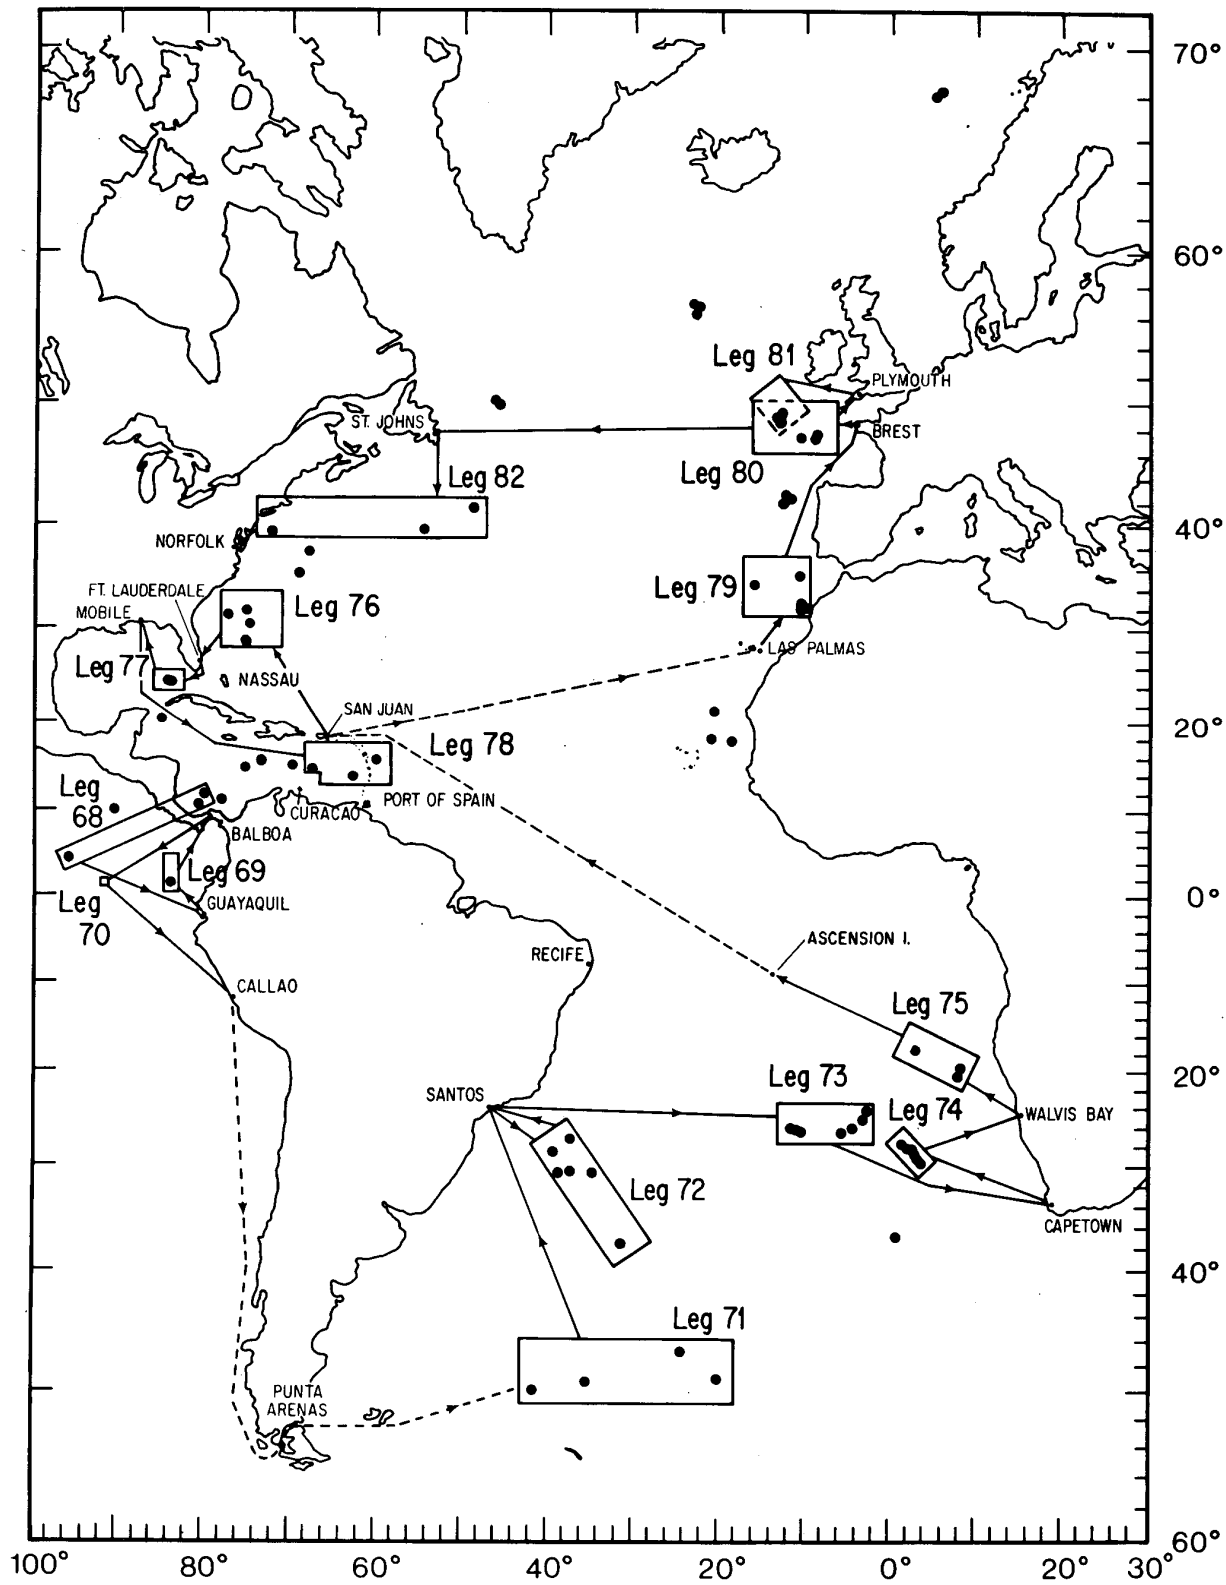 70°
60°
Leg 81
PLYMOUTH
ST. JOHNS
BREST
Leg 80
Leg 82
NORFOLK
40°
FT. LAUDERDALE
Leg 79
MOBILE
Leg 76
LAS PALMAS
Leg 77
NASSAU
SAN JUAN
20°
Leg 78
Leg
68
PORT OF SPAIN
CURACAO
BALBOA
Leg 69
0°
Leg
70
GUAYAQUIL
ASCENSION I.
RECIFE
CALLAO
Leg 75
20°
Leg 73
SANTOS
Leg 74
WALVIS BAY
Leg 72
CAPETOWN
40°
Leg 71
PUNTA
ARENAS
60°
100° 80° 60° 40° 20° 0° 20° 30°